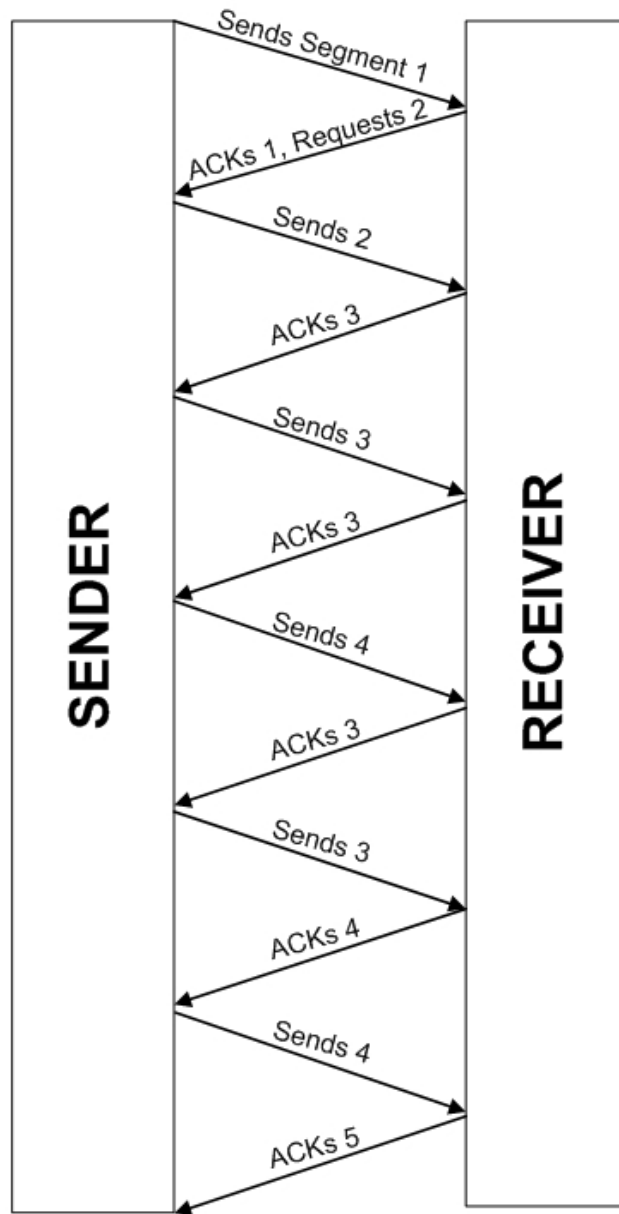 Sends Segment 1
ACKs 1, Requests 2
Sends 2
ACKs 3
Sends 3
ACKs 3
Sends 4
ACKs 3
Sends 3
ACKs 4
Sends 4
ACKs 5
SENDER
RECEIVER